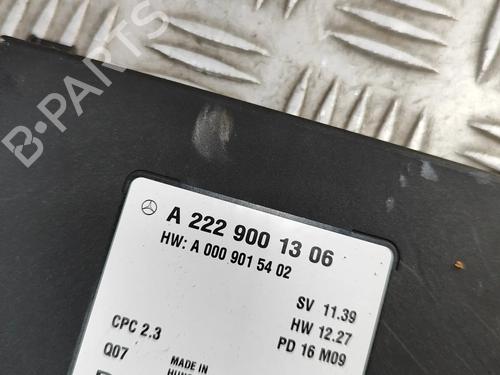 B-PARTS
A 222 900 13 06
HW: A 000 901 54 02
SV 11.39
HW 12.27
PD 16 M09
CPC 2.3
Q07
MADE IN